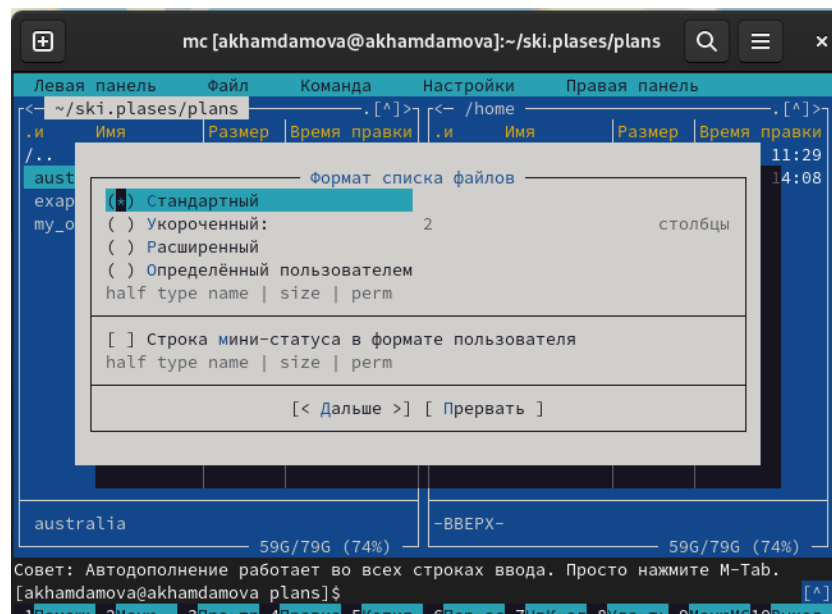 mc [akhamdamova@akhamdamova]:~/ski.plases/plans
Левая панель Файл Команда Настройки Правая панель
<— ~/ski.plases/plans .[^]> <— /home .[^]>
.и Имя Размер Время правки .и Имя Размер Время правки
/.. 11:29
aust 14:08
exap
my_o
Формат списка файлов
(*) Стандартный
( ) Укороченный: 2 столбцы
( ) Расширенный
( ) Определённый пользователем
half type name | size | perm
[ ] Строка мини-статуса в формате пользователя
half type name | size | perm
[< Дальше >] [ Прервать ]
australia -ВВЕРХ-
59G/79G (74%) 59G/79G (74%)
Совет: Автодополнение работает во всех строках ввода. Просто нажмите M-Tab.
[akhamdamova@akhamdamova plans]$ [^]